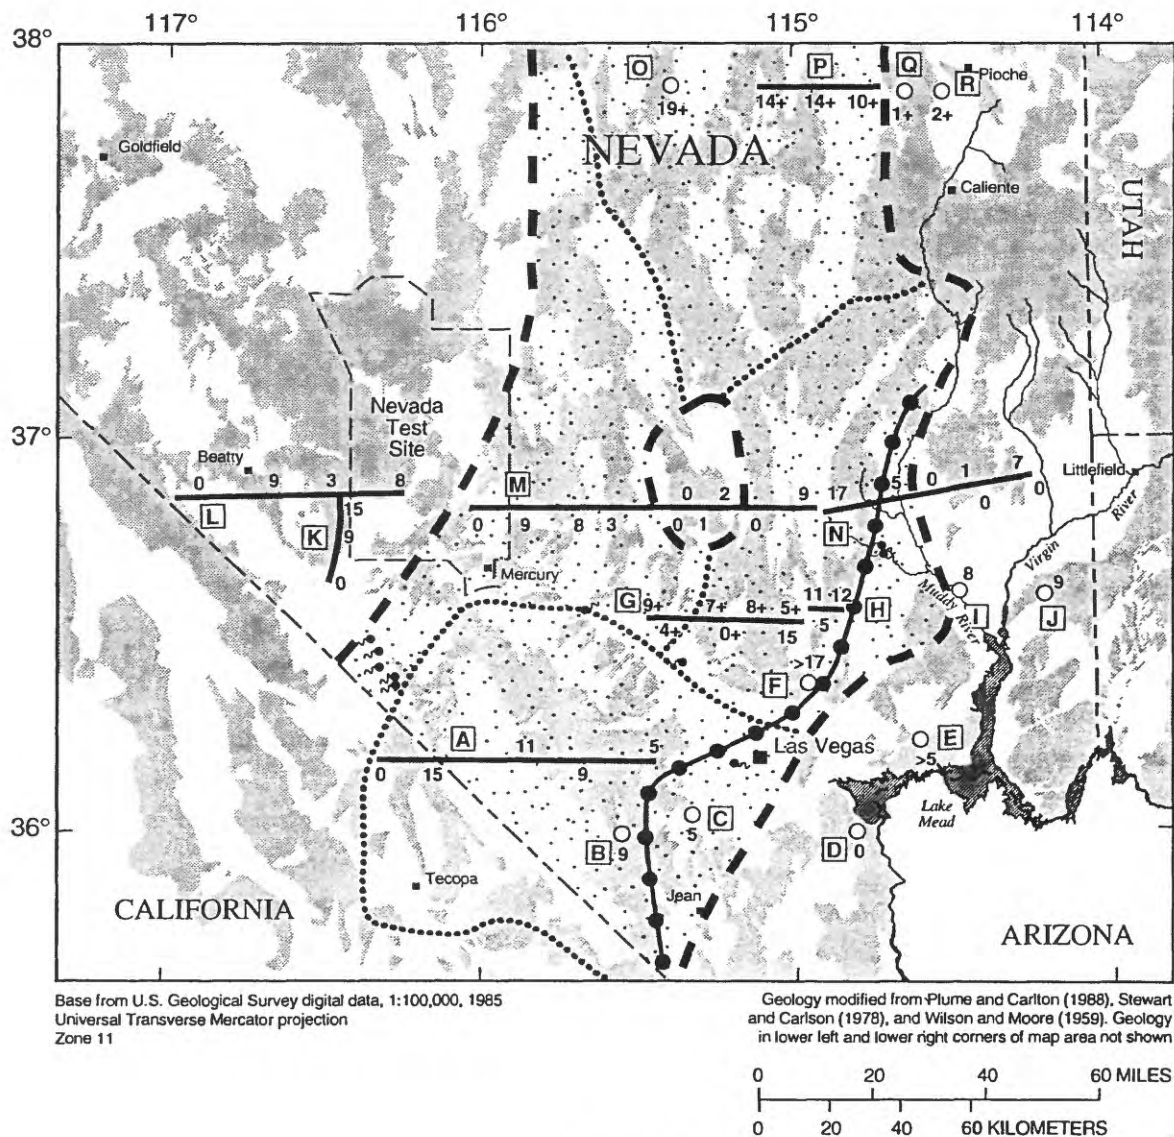 117° 116° 115° 114°
38°
O P Q R Pioche
19+ 14+ 14+ 10+ 1+ 2+
NEVADA
Goldfield
Caliente
UTAH
37°
Nevada
Test
Site
Beatty
Littlefield
0 9 3 8 M 0 2 9 17 5 0 1 7
L K 15 9 0 9 8 3 0 1 0 N 0 0
0
Mercury
Virgin
River
Muddy
River
G 9+ 7+ 8+ 5+ 11 12 H 8 I 9 J
4+ 0+ 15 5
F >17
A 11 5 Las Vegas E
0 15 9 >5
36°
B 9 C 5 D 0
Lake
Mead
Tecopa
Jean
CALIFORNIA
ARIZONA
Base from U.S. Geological Survey digital data, 1:100,000, 1985
Universal Transverse Mercator projection
Zone 11
Geology modified from Plume and Carlton (1988), Stewart
and Carlson (1978), and Wilson and Moore (1959). Geology
in lower left and lower right corners of map area not shown
0 20 40 60 MILES
0 20 40 60 KILOMETERS